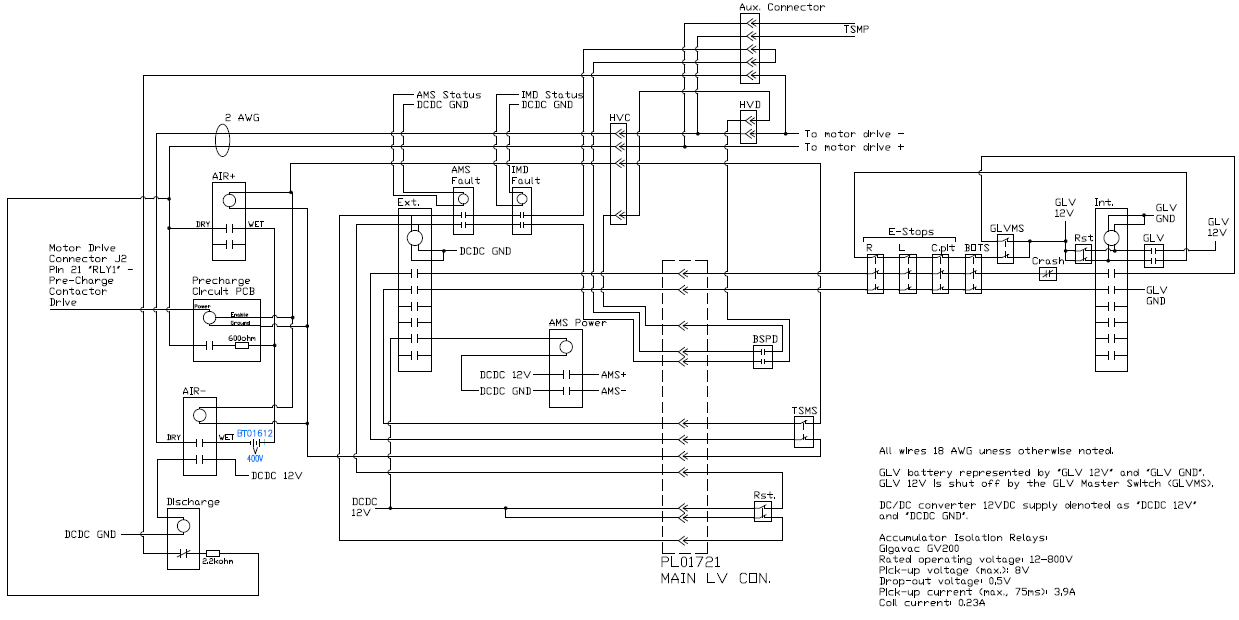 Aux. Connector
TSMP
AMS Status
DCDC GND
IMD Status
DCDC GND
HVC
HVD
2 AWG
To motor drive -
To motor drive +
AIR+
AMS
Fault
IMD
Fault
Ext.
DRY
WET
DCDC GND
Motor Drive
Connector J2
Pin 21 "RLY1" -
Pre-Charge
Contactor
Drive
Precharge
Circuit PCB
Power
Enable
Ground
600ohm
AMS Power
DCDC 12V
AMS+
DCDC GND
AMS-
BSPD
E-Stops
R
L
C.plt
BOTS
GLVMS
Crash
GLV
12V
Rst
Int.
GLV
GND
GLV
GLV
12V
GLV
GND
AIR-
DRY
WET
BT01612
400V
DCDC 12V
TSMS
Discharge
DCDC GND
2.2kohm
DCDC
12V
Rst.
PL01721
MAIN LV CON.
All wires 18 AWG unless otherwise noted.
GLV battery represented by "GLV 12V" and "GLV GND".
GLV 12V is shut off by the GLV Master Switch (GLVMS).
DC/DC converter 12VDC supply denoted as "DCDC 12V"
and "DCDC GND".
Accumulator Isolation Relays:
Gigavac GV200
Rated operating voltage: 12-800V
Pick-up voltage (max.): 8V
Drop-out voltage: 0.5V
Pick-up current (max., 75ms): 3.9A
Coil current: 0.23A